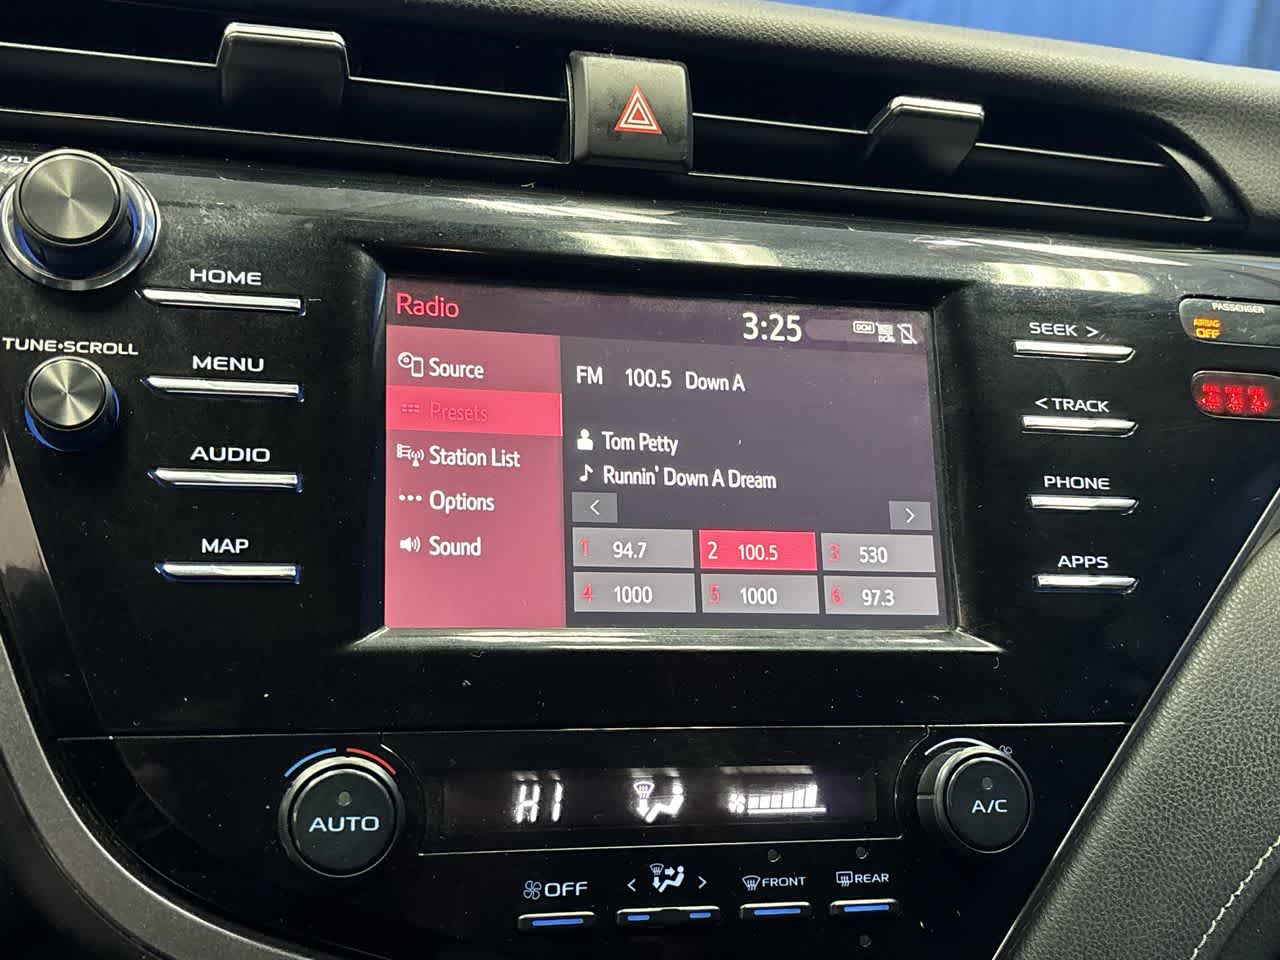 VOL
HOME
TUNE•SCROLL
MENU
AUDIO
MAP
Radio
3:25
DCM
Source
Presets
Station List
Options
Sound
FM 100.5 Down A
Tom Petty
Runnin' Down A Dream
< >
1 94.7
2 100.5
3 530
4 1000
5 1000
6 97.3
SEEK >
< TRACK
PHONE
APPS
PASSENGER
AIRBAG
OFF
AUTO
HI
A/C
OFF
< >
FRONT
REAR